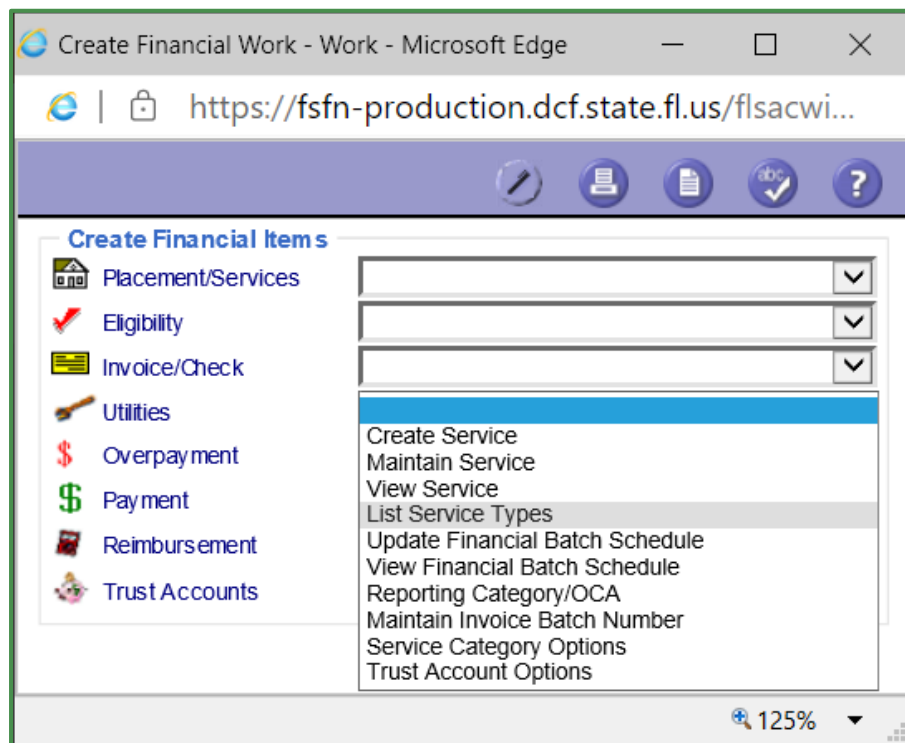 Create Financial Work - Work - Microsoft Edge
https://fsfn-production.dcf.state.fl.us/flsacwi...
abc
?
Create Financial Items
Placement/Services
Eligibility
Invoice/Check
Utilities
Create Service
Overpayment
Maintain Service
View Service
Payment
List Service Types
Update Financial Batch Schedule
Reimbursement
View Financial Batch Schedule
Trust Accounts
Reporting Category/OCA
Maintain Invoice Batch Number
Service Category Options
Trust Account Options
125%